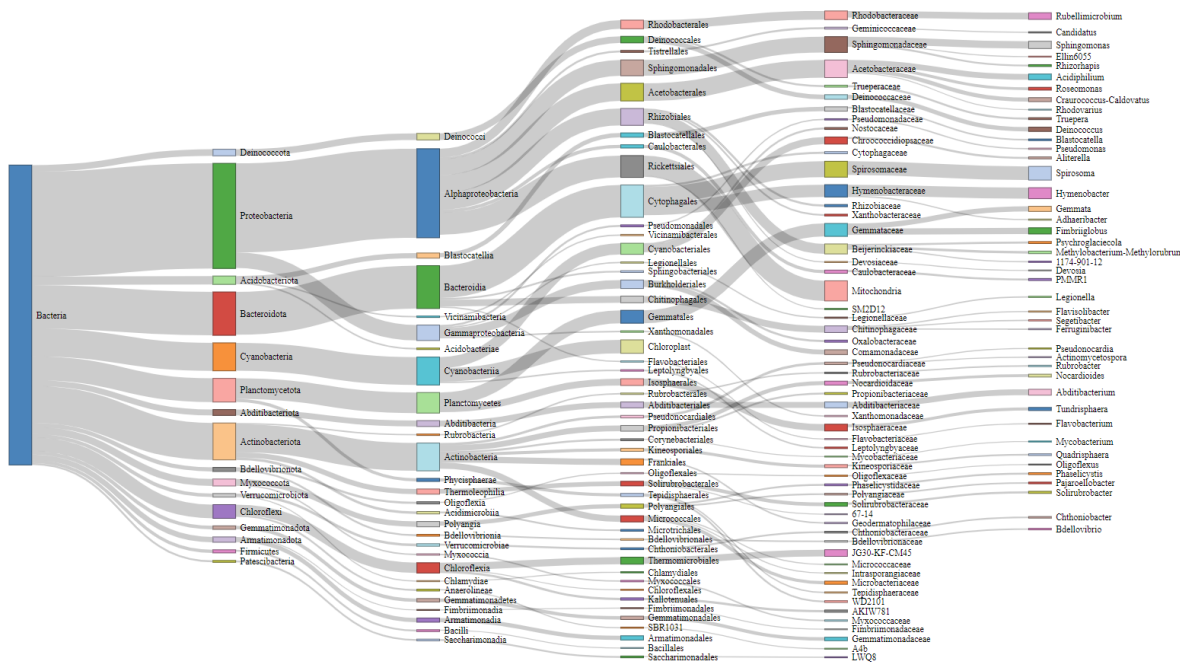 Bacteria
Deinococcota
Proteobacteria
Acidobacteriota
Bacteroidota
Cyanobacteria
Planctomycetota
Abditibacteriota
Actinobacteriota
Bdellovibrionota
Myxococcota
Verrucomicrobiota
Chloroflexi
Gemmatimonadota
Armatimonadota
Firmicutes
Patescibacteria
Deinococci
Alphaproteobacteria
Blastocatellia
Bacteroidia
Vicinamibacteria
Gammaproteobacteria
Acidobacteriae
Cyanobacteriia
Planctomycetes
Abditibacteria
Rubrobacteria
Actinobacteria
Phycisphaerae
Thermoleophilia
Oligoflexia
Acidimicrobiia
Polyangia
Bdellovibrionia
Verrucomicrobiae
Myxococcia
Chloroflexia
Chlamydiae
Anaerolineae
Gemmatimonadetes
Fimbriimonadia
Armatimonadia
Bacilli
Saccharimonadia
Rhodobacterales
Deinococcales
Tistrellales
Sphingomonadales
Acetobacterales
Rhizobiales
Blastocatellales
Caulobacterales
Rickettsiales
Cytophagales
Pseudomonadales
Vicinamibacterales
Cyanobacteriales
Legionellales
Sphingobacteriales
Burkholderiales
Chitinophagales
Gemmatales
Xanthomonadales
Chloroplast
Flavobacteriales
Leptolyngbyales
Isosphaerales
Rubrobacterales
Abditibacteriales
Pseudonocardiales
Propionibacteriales
Corynebacteriales
Kineosporiales
Frankiales
Oligoflexales
Solirubrobacterales
Tepidisphaerales
Polyangiales
Micrococcales
Microtrichales
Bdellovibrionales
Chthoniobacterales
Thermomicrobiales
Chlamydiales
Myxococcales
Chloroflexales
Kallotenuales
Fimbriimonadales
Gemmatimonadales
SBR1031
Armatimonadales
Bacillales
Saccharimonadales
Rhodobacteraceae
Geminicoccaceae
Sphingomonadaceae
Acetobacteraceae
Trueperaceae
Deinococcaceae
Blastocatellaceae
Pseudomonadaceae
Nostocaceae
Chroococcidiopsaceae
Cytophagaceae
Spirosomaceae
Hymenobacteraceae
Rhizobiaceae
Xanthobacteraceae
Gemmataceae
Beijerinckiaceae
Devosiaceae
Caulobacteraceae
Mitochondria
SM2D12
Legionellaceae
Chitinophagaceae
Oxalobacteraceae
Comamonadaceae
Pseudonocardiaceae
Rubrobacteriaceae
Nocardioidaceae
Propionibacteriaceae
Abditibacteriaceae
Xanthomonadaceae
Isosphaeraceae
Flavobacteriaceae
Leptolyngbyaceae
Mycobacteriaceae
Kineosporiaceae
Oligoflexaceae
Phaselicystidaceae
Polyangiaceae
Solirubrobacteraceae
67-14
Geodermatophilaceae
Chthoniobacteraceae
Bdellovibrionaceae
JG30-KF-CM45
Micrococcaceae
Intrasporangiaceae
Microbacteriaceae
Tepidisphaeraceae
WD2101
AKIW781
Myxococcaceae
Fimbriimonadaceae
Gemmatimonadaceae
A4b
LWQ8
Rubellimicrobium
Candidatus
Sphingomonas
Ellin6055
Rhizorhapis
Acidiphilium
Roseomonas
Craurococcus-Caldovatus
Rhodovarius
Truepera
Deinococcus
Blastocatella
Pseudomonas
Aliterella
Spirosoma
Hymenobacter
Gemmata
Adhaeribacter
Fimbriiglobus
Psychroglaciecola
Methylobacterium-Methylorubrum
1174-901-12
Devosia
PMMR1
Legionella
Flavisolibacter
Segetibacter
Ferruginibacter
Pseudonocardia
Actinomycetospora
Rubrobacter
Nocardioides
Abditibacterium
Tundrisphaera
Flavobacterium
Mycobacterium
Quadrisphaera
Oligoflexus
Phaselicystis
Pajaroellobacter
Solirubrobacter
Chthoniobacter
Bdellovibrio